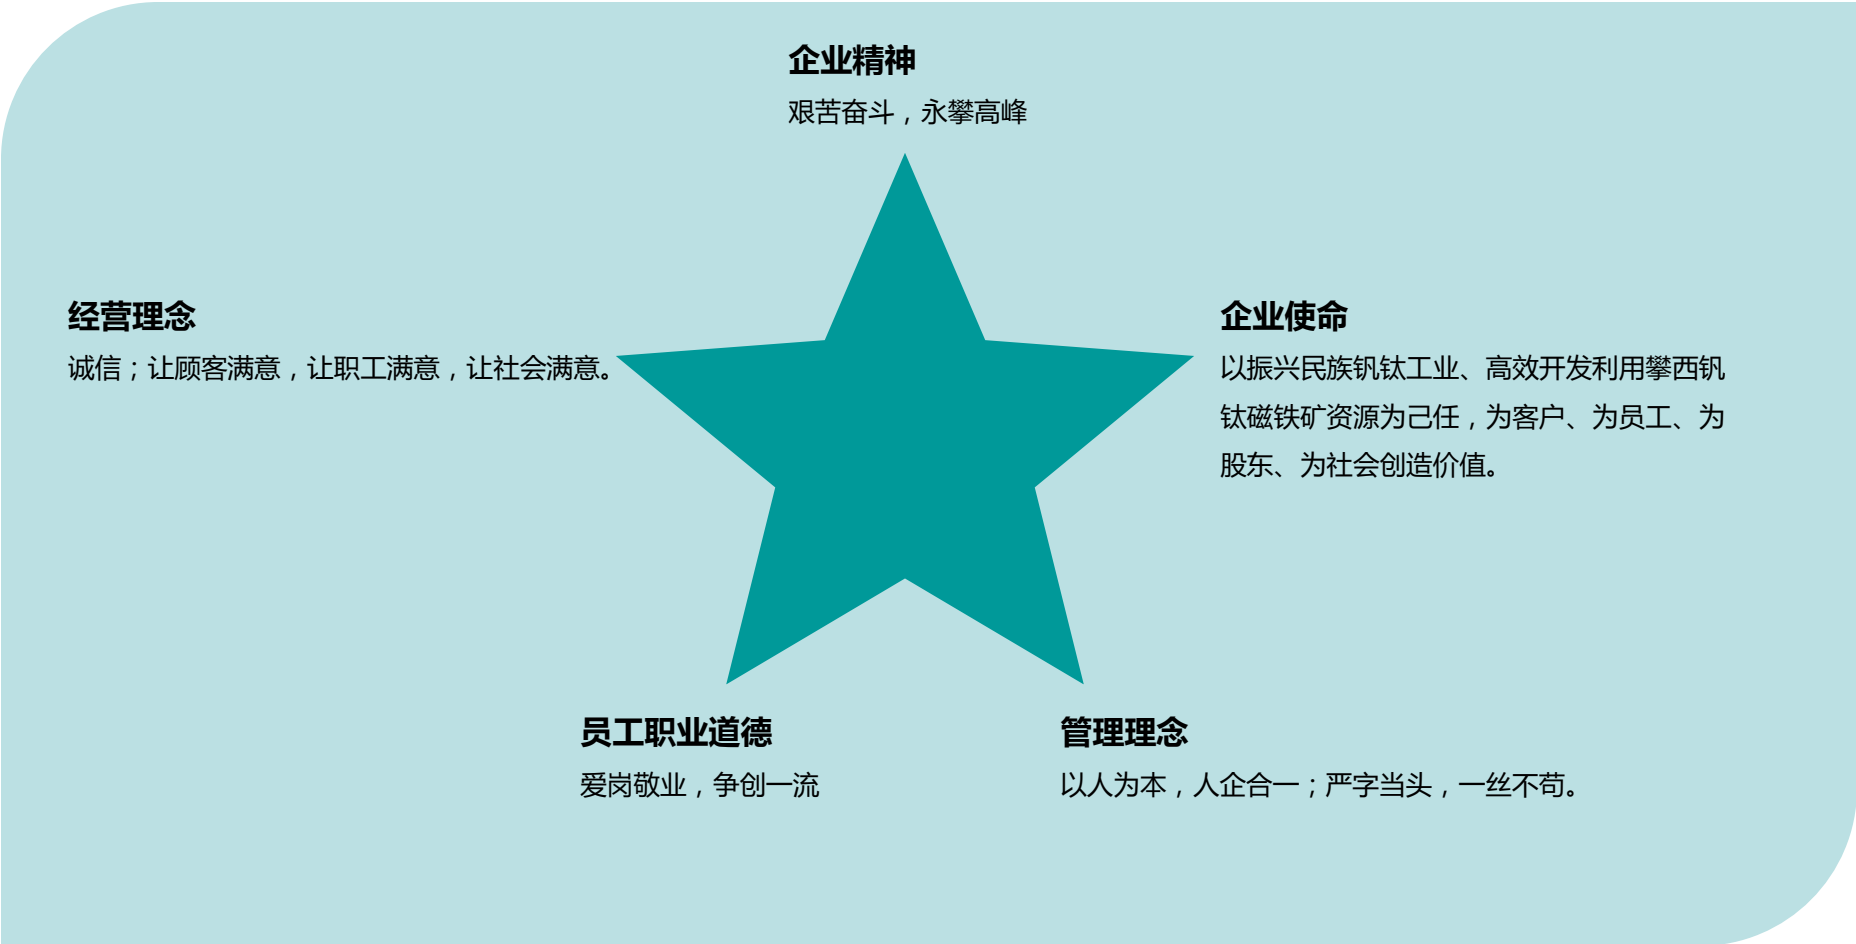 企业精神
艰苦奋斗，永攀高峰
经营理念
诚信；让顾客满意，让职工满意，让社会满意。
企业使命
以振兴民族钒钛工业、高效开发利用攀西钒
钛磁铁矿资源为己任，为客户、为员工、为
股东、为社会创造价值。
员工职业道德
爱岗敬业，争创一流
管理理念
以人为本，人企合一；严字当头，一丝不苟。